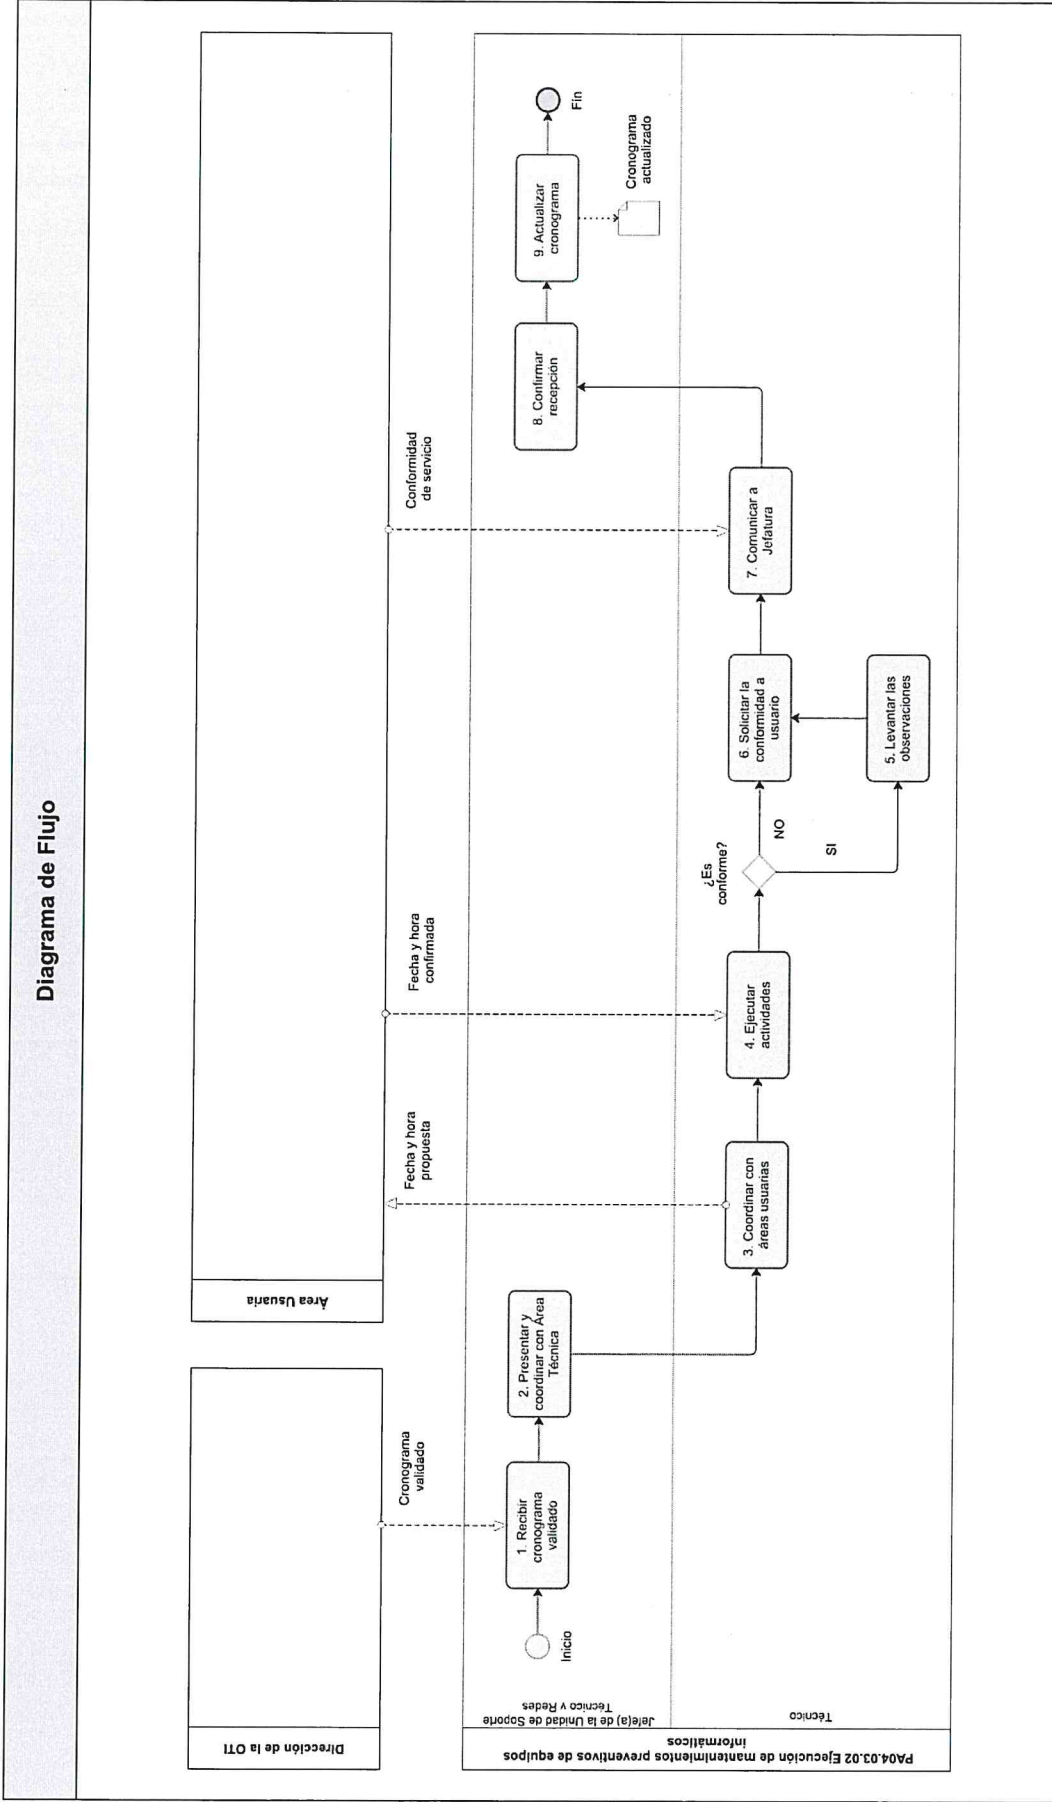 Diagrama de Flujo
Dirección de la OTI
Área Usuaria
PA04.03.02 Ejecución de mantenimientos preventivos de equipos
informáticos
Jefe(a) de la Unidad de Soporte
Técnico y Redes
Técnico
Inicio
1. Recibir
cronograma
validado
Cronograma
validado
2. Presentar y
coordinar con Área
Técnica
3. Coordinar con
áreas usuarias
Fecha y hora
propuesta
4. Ejecutar
actividades
Fecha y hora
confirmada
¿Es
conforme?
NO
SI
5. Levantar las
observaciones
6. Solicitar la
conformidad a
usuario
7. Comunicar a
Jefatura
Conformidad
de servicio
8. Confirmar
recepción
9. Actualizar
cronograma
Cronograma
actualizado
Fin